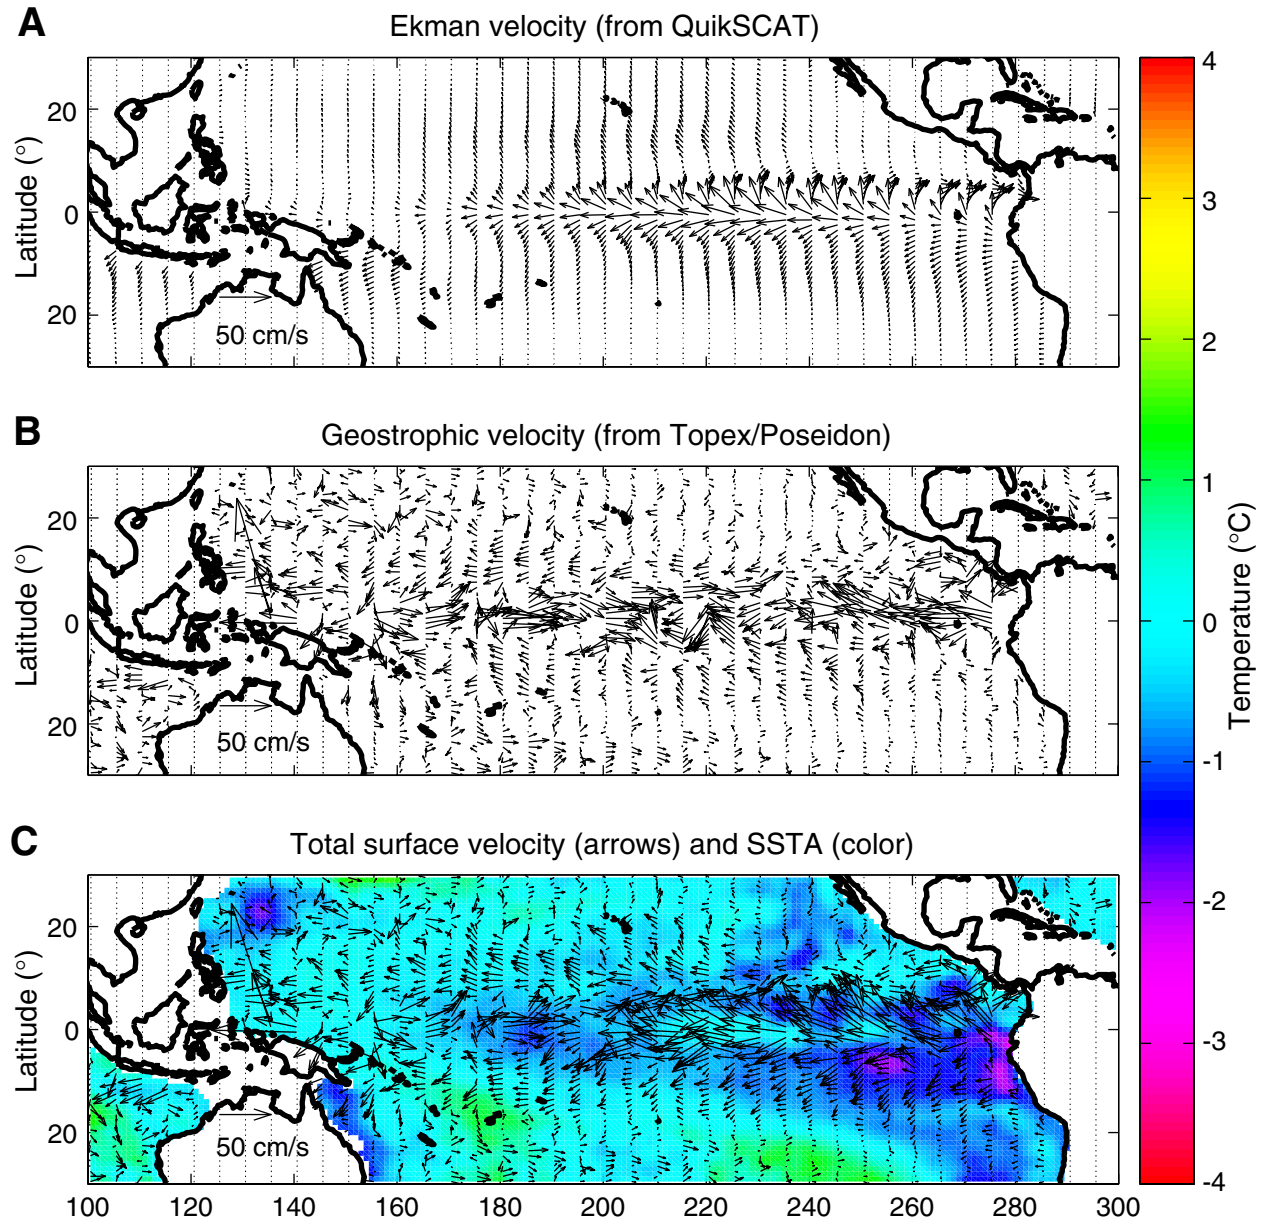 A
Ekman velocity (from QuikSCAT)
20
0
20
Latitude (°)
50 cm/s
B
Geostrophic velocity (from Topex/Poseidon)
20
0
20
Latitude (°)
50 cm/s
C
Total surface velocity (arrows) and SSTA (color)
20
0
20
Latitude (°)
50 cm/s
100 120 140 160 180 200 220 240 260 280 300
4
3
2
1
0
-1
-2
-3
-4
Temperature (°C)